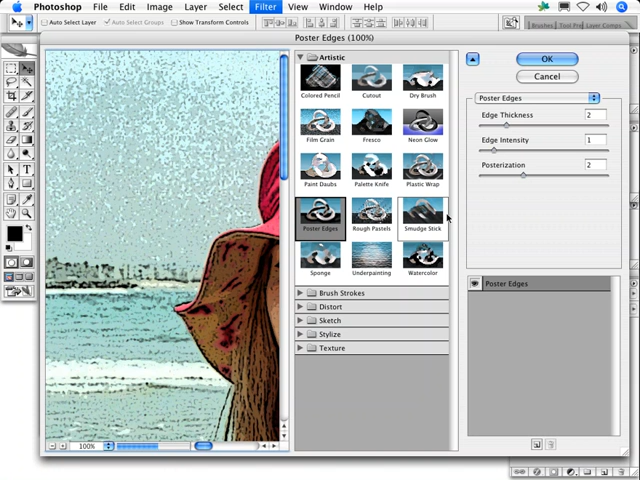 Photoshop File Edit Image Layer Select Filter View Window Help
Auto Select Layer Auto Select Groups Show Transform Controls
Brushes Tool Pre Layer Comps
Poster Edges (100%)
Artistic
Colored Pencil Cutout Dry Brush
Film Grain Fresco Neon Glow
Paint Daubs Palette Knife Plastic Wrap
Poster Edges Rough Pastels Smudge Stick
Sponge Underpainting Watercolor
Brush Strokes
Distort
Sketch
Stylize
Texture
OK
Cancel
Poster Edges
Edge Thickness 2
Edge Intensity 1
Posterization 2
Poster Edges
100%